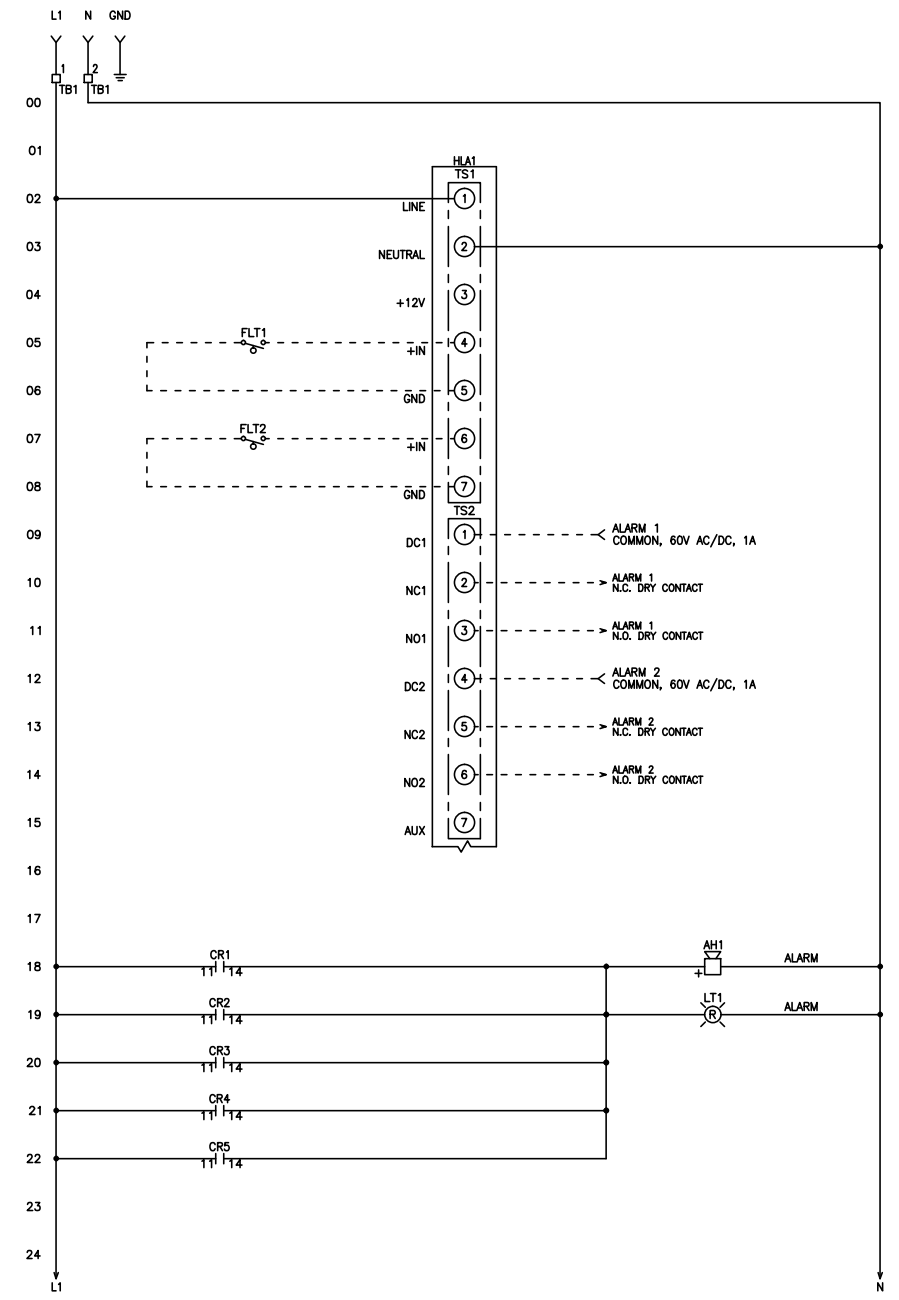 L1 N GND
1 2
TB1 TB1
00
01
HLA1
TS1
02 1
LINE
03 2
NEUTRAL
04 3
+12V
FLT1
05 4
+IN
06 5
GND
FLT2
07 6
+IN
08 7
GND
TS2
09 1 ALARM 1
DC1 COMMON, 60V AC/DC, 1A
10 2 ALARM 1
NC1 N.C. DRY CONTACT
11 3 ALARM 1
NO1 N.O. DRY CONTACT
12 4 ALARM 2
DC2 COMMON, 60V AC/DC, 1A
13 5 ALARM 2
NC2 N.C. DRY CONTACT
14 6 ALARM 2
NO2 N.O. DRY CONTACT
15 7
AUX
16
17
CR1 AH1
18 ALARM
11 14 +
CR2 LT1
19 R ALARM
11 14
CR3
20
11 14
CR4
21
11 14
CR5
22
11 14
23
24
L1 N